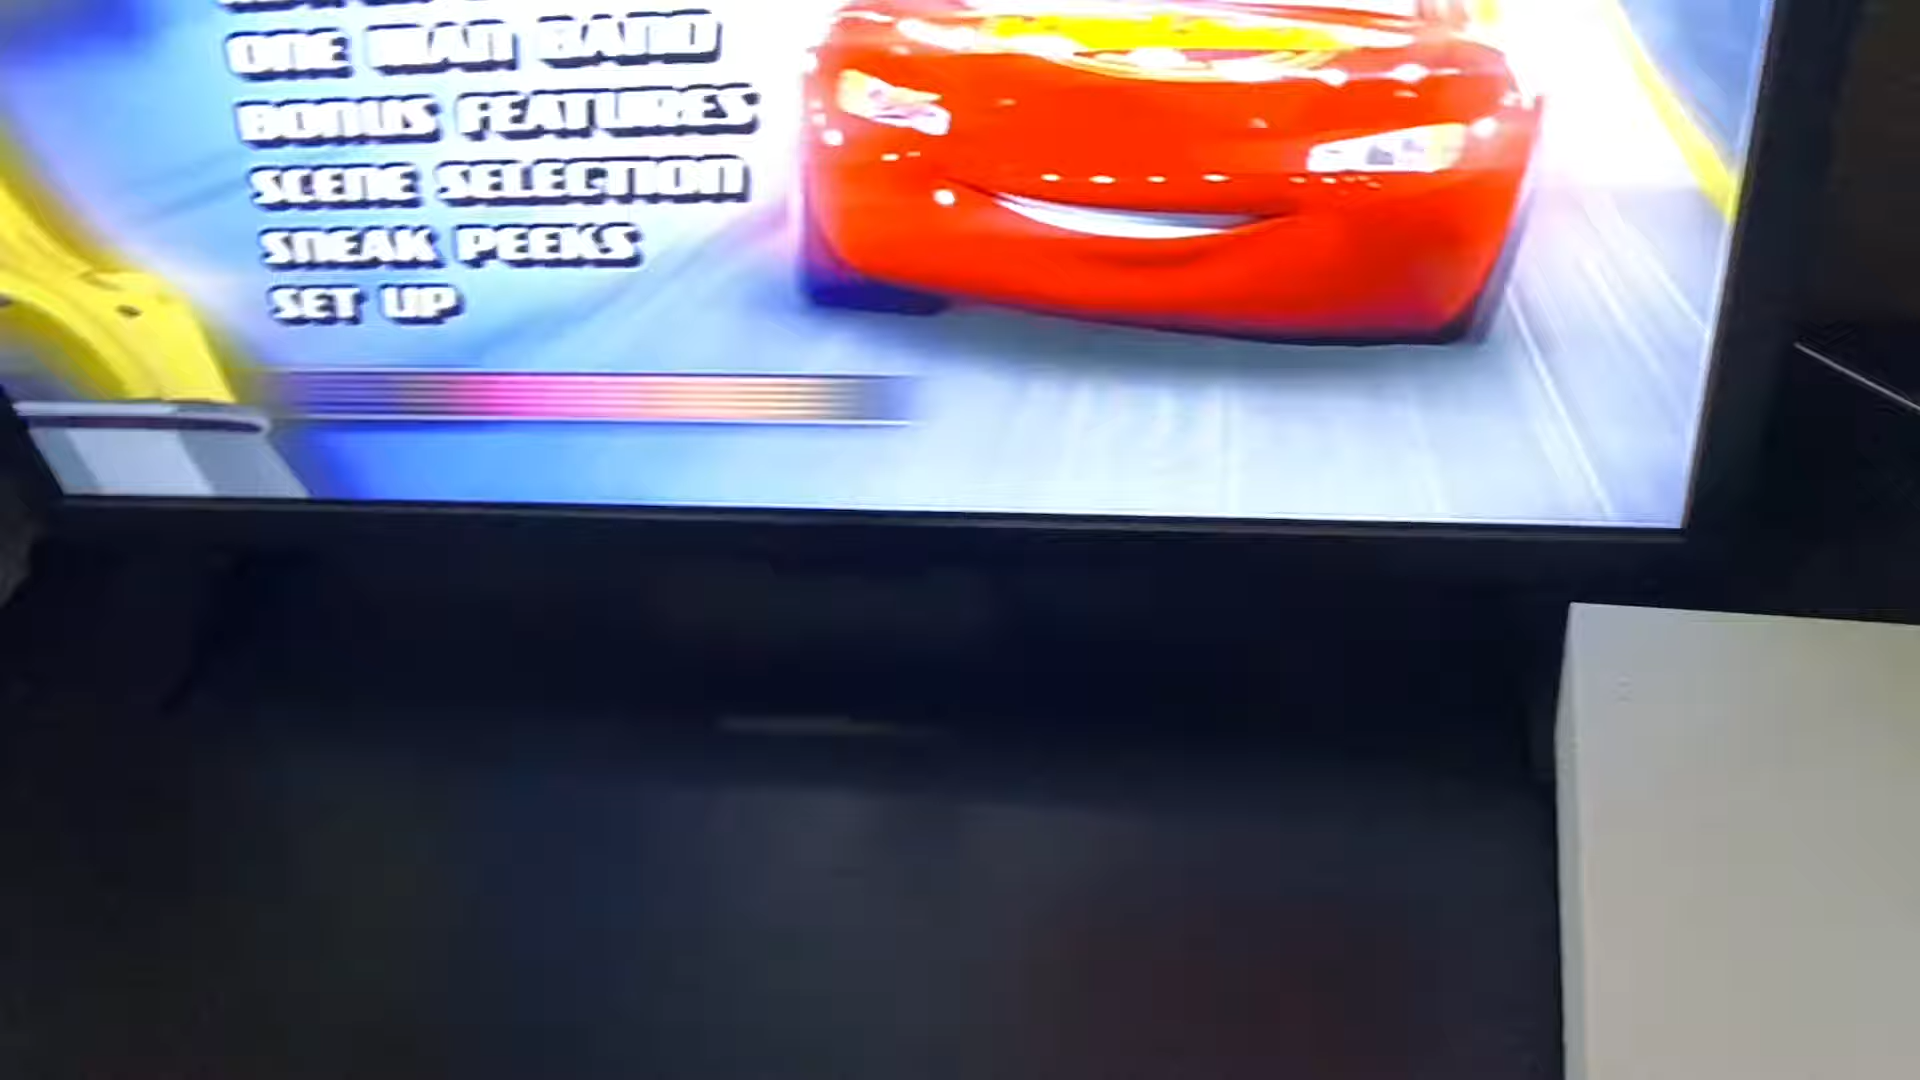 ONE MAN BAND
BONUS FEATURES
SCENE SELECTION
SNEAK PEEKS
SET UP